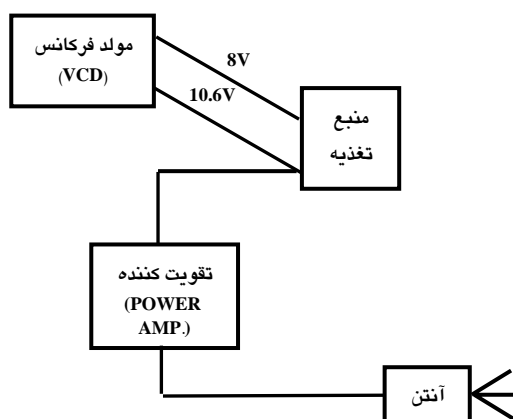 مولد فرکانس
(VCD)
8V
10.6V
منبع
تغذیه
تقویت کننده
(POWER
AMP.)
آنتن